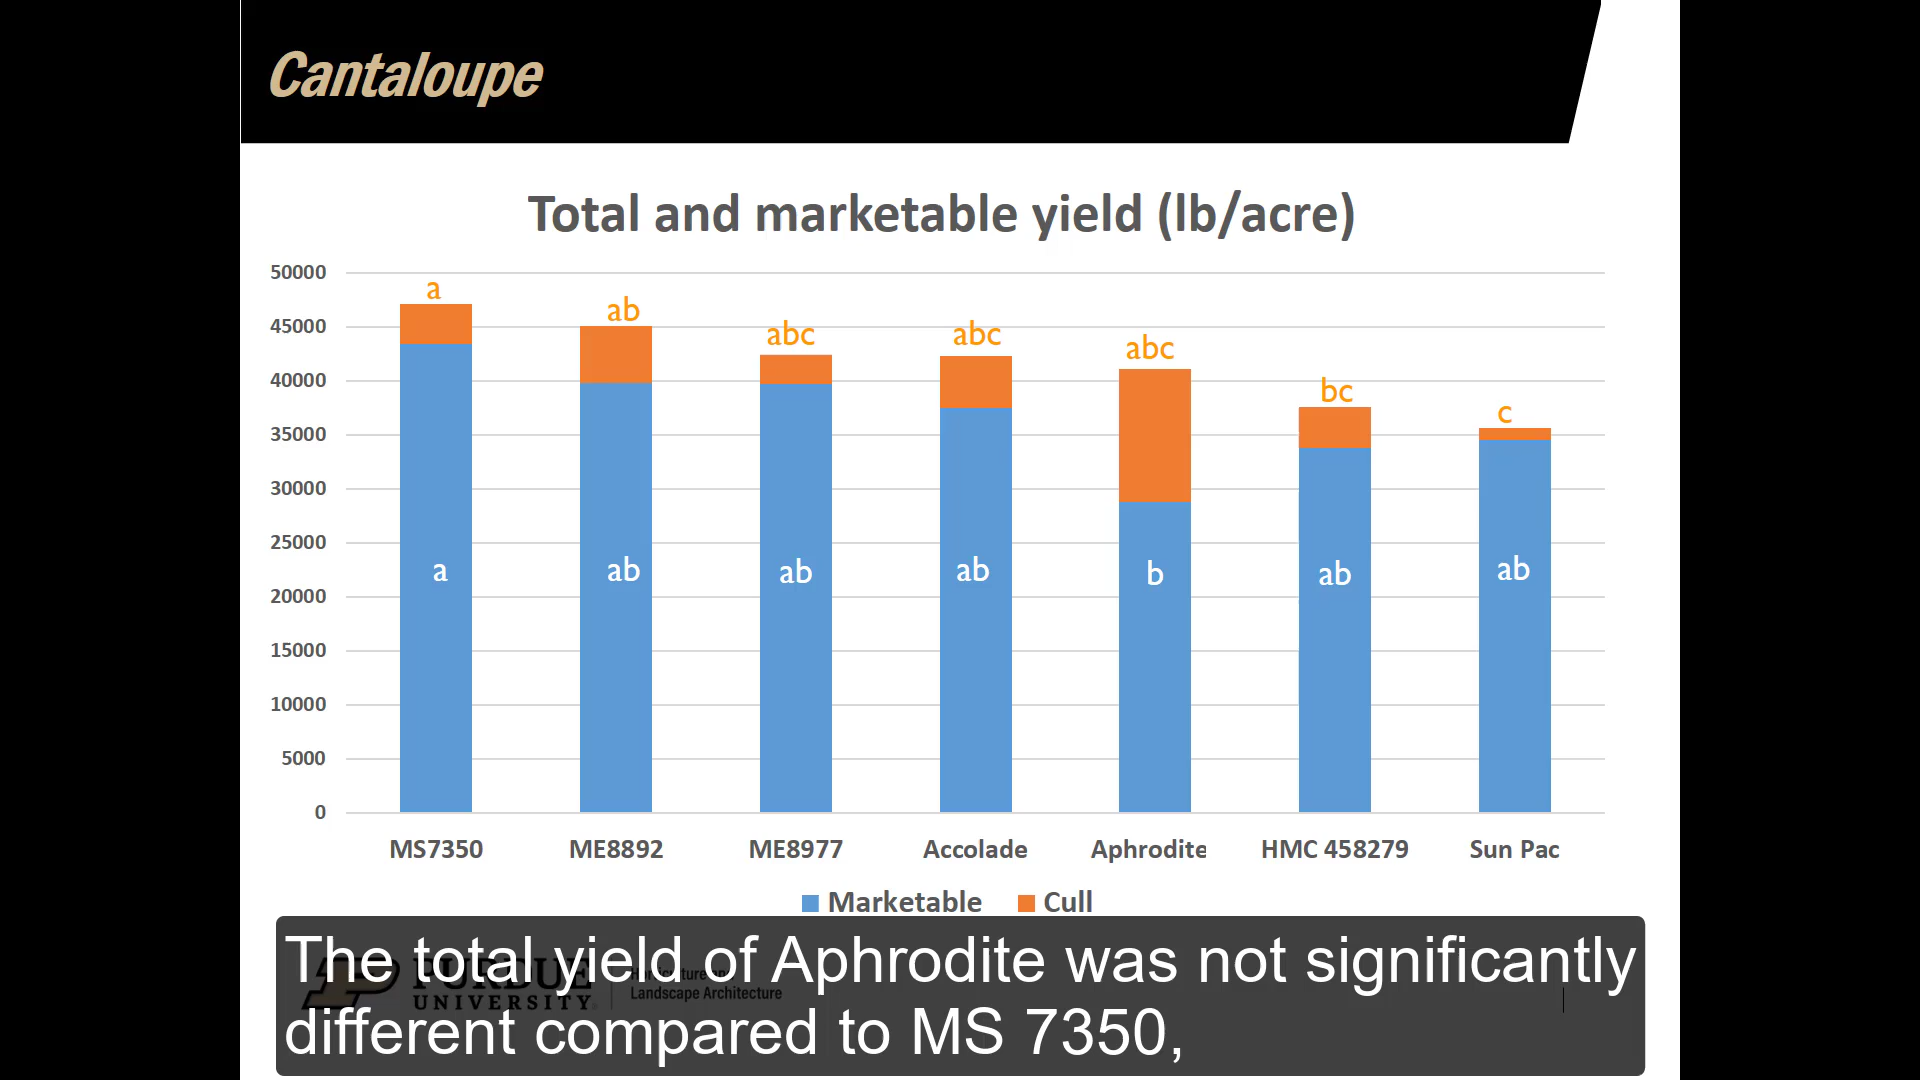 Cantaloupe
Total and marketable yield (lb/acre)
50000
45000
40000
35000
30000
25000
20000
15000
10000
5000
0
a
ab
abc
abc
abc
bc
c
a
ab
ab
ab
b
ab
ab
MS7350
ME8892
ME8977
Accolade
Aphrodite
HMC 458279
Sun Pac
Marketable
Cull
PURDUE
UNIVERSITY
Landscape Architecture
The total yield of Aphrodite was not significantly
different compared to MS 7350,